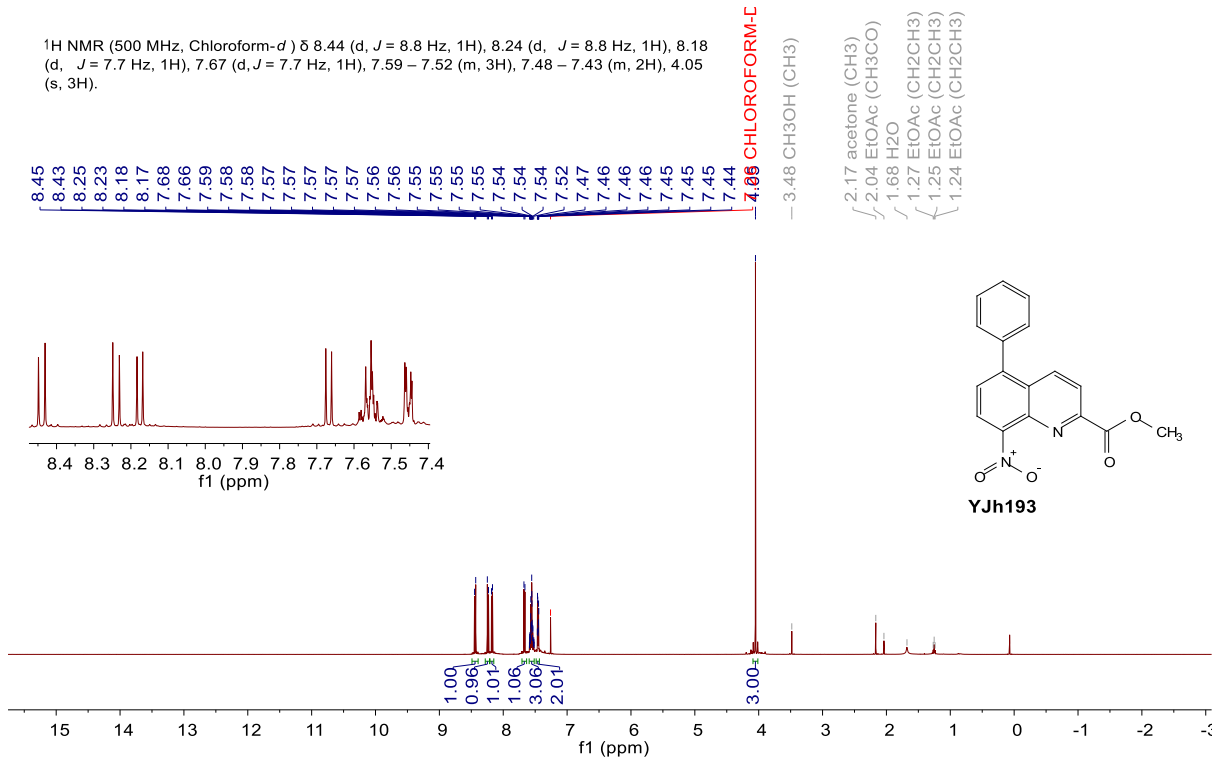 ¹H NMR (500 MHz, Chloroform-d ) δ 8.44 (d, J = 8.8 Hz, 1H), 8.24 (d, J = 8.8 Hz, 1H), 8.18
(d, J = 7.7 Hz, 1H), 7.67 (d, J = 7.7 Hz, 1H), 7.59 – 7.52 (m, 3H), 7.48 – 7.43 (m, 2H), 4.05
(s, 3H).
8.45
8.43
8.25
8.23
8.18
8.17
7.68
7.66
7.59
7.58
7.58
7.57
7.57
7.57
7.57
7.56
7.56
7.55
7.55
7.55
7.55
7.54
7.54
7.54
7.52
7.47
7.46
7.46
7.46
7.45
7.45
7.45
7.44
CHLOROFORM-D
4.05
3.48 CH3OH (CH3)
2.17 acetone (CH3)
2.04 EtOAc (CH3CO)
1.68 H2O
1.27 EtOAc (CH2CH3)
1.25 EtOAc (CH2CH3)
1.24 EtOAc (CH2CH3)
8.4 8.3 8.2 8.1 8.0 7.9 7.8 7.7 7.6 7.5 7.4
f1 (ppm)
N
O
CH₃
O
N⁺
O
O⁻
YJh193
1.00
0.96
1.01
1.06
3.06
2.01
3.00
15 14 13 12 11 10 9 8 7 6 5 4 3 2 1 0 -1 -2 -3
f1 (ppm)